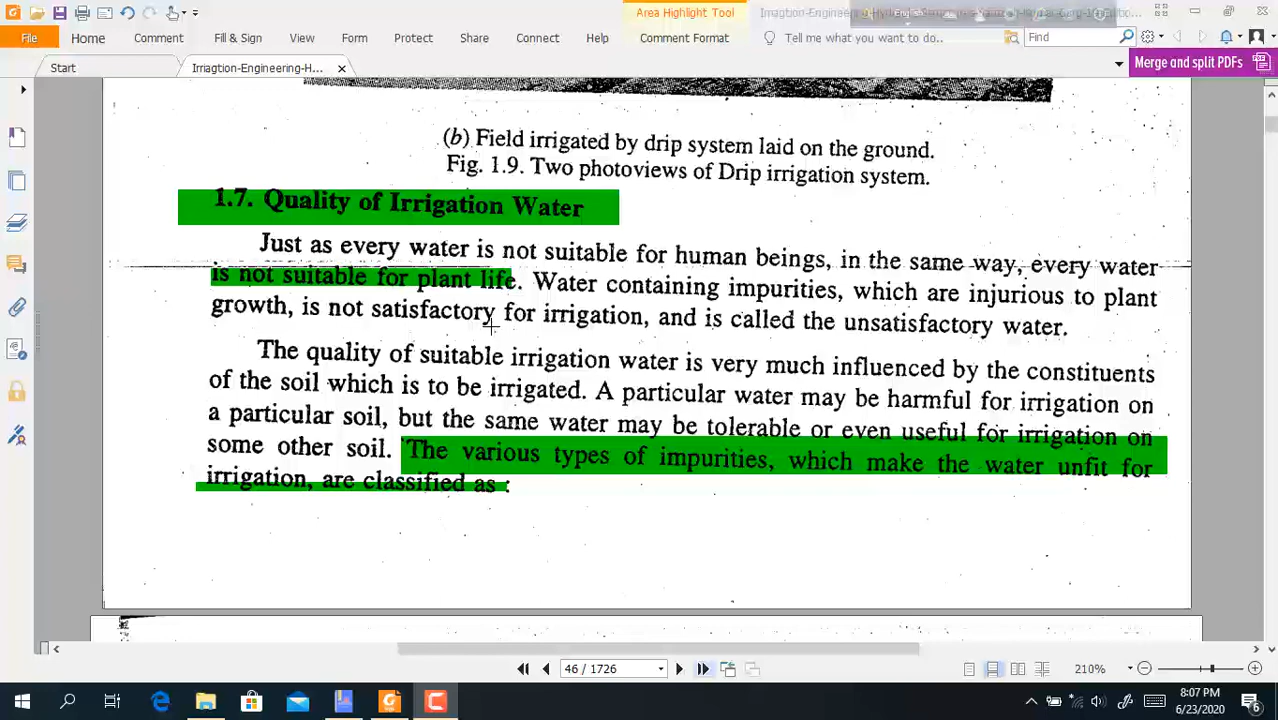 Area Highlight Tool
File
Home
Comment
Fill & Sign
View
Form
Protect
Share
Connect
Help
Comment Format
Tell me what you want to do..
Find
Start
Irriagtion-Engineering-H...
Merge and split PDFs
(b) Field irrigated by drip system laid on the ground.
Fig. 1.9. Two photoviews of Drip irrigation system.
1.7. Quality of Irrigation Water
Just as every water is not suitable for human beings, in the same way, every water
is not suitable for plant life. Water containing impurities, which are injurious to plant
growth, is not satisfactory for irrigation, and is called the unsatisfactory water.
The quality of suitable irrigation water is very much influenced by the constituents
of the soil which is to be irrigated. A particular water may be harmful for irrigation on
a particular soil, but the same water may be tolerable or even useful for irrigation on
some other soil. The various types of impurities, which make the water unfit for
irrigation, are classified as :
46 / 1726
210%
8:07 PM
6/23/2020
6